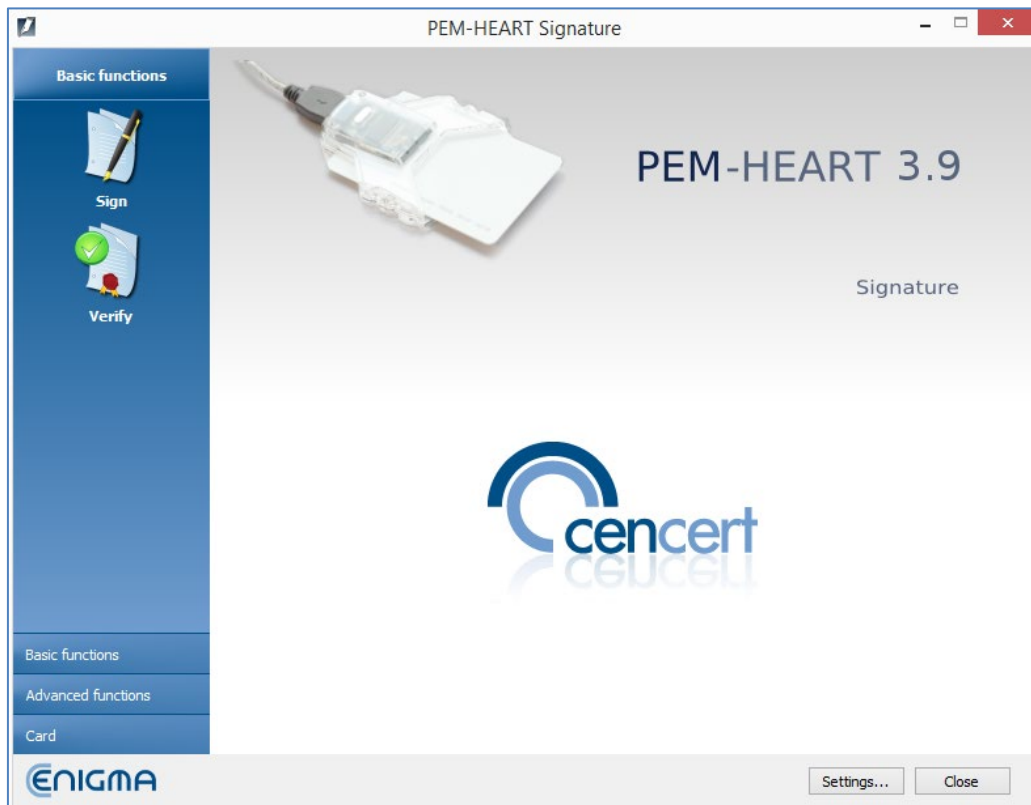 PEM-HEART Signature
Basic functions
Sign
Verify
PEM-HEART 3.9
Signature
cencert
Basic functions
Advanced functions
Card
ENIGMA
Settings...
Close